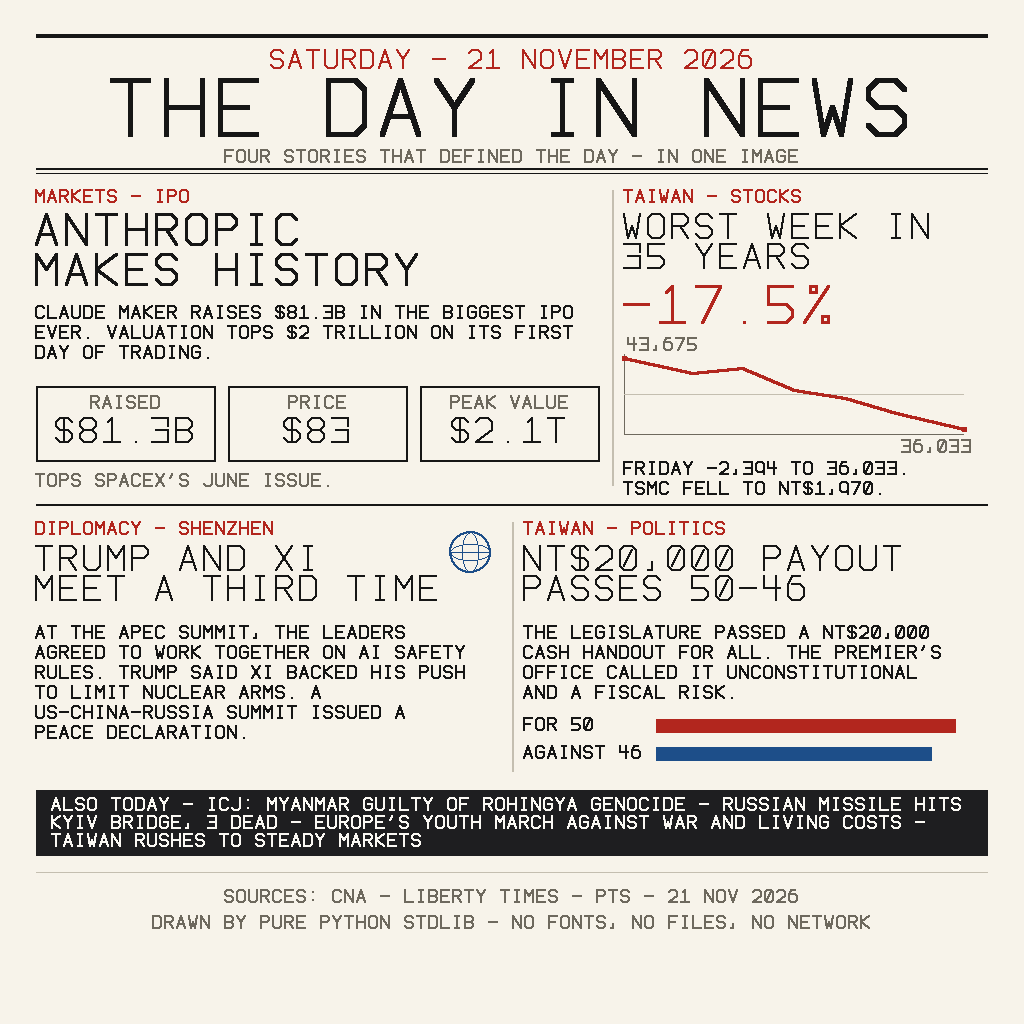 SATURDAY - 21 NOVEMBER 2026
THE DAY IN NEWS
FOUR STORIES THAT DEFINED THE DAY - IN ONE IMAGE
MARKETS - IPO
ANTHROPIC
MAKES HISTORY
CLAUDE MAKER RAISES $81.3B IN THE BIGGEST IPO
EVER. VALUATION TOPS $2 TRILLION ON ITS FIRST
DAY OF TRADING.
RAISED
$81.3B
PRICE
$83
PEAK VALUE
$2.1T
TOPS SPACEX'S JUNE ISSUE.
TAIWAN - STOCKS
WORST WEEK IN
35 YEARS
-17.5%
43,675
36,033
FRIDAY -2,394 TO 36,033.
TSMC FELL TO NT$1,970.
DIPLOMACY - SHENZHEN
TRUMP AND XI
MEET A THIRD TIME
AT THE APEC SUMMIT, THE LEADERS
AGREED TO WORK TOGETHER ON AI SAFETY
RULES. TRUMP SAID XI BACKED HIS PUSH
TO LIMIT NUCLEAR ARMS. A
US-CHINA-RUSSIA SUMMIT ISSUED A
PEACE DECLARATION.
TAIWAN - POLITICS
NT$20,000 PAYOUT
PASSES 50-46
THE LEGISLATURE PASSED A NT$20,000
CASH HANDOUT FOR ALL. THE PREMIER'S
OFFICE CALLED IT UNCONSTITUTIONAL
AND A FISCAL RISK.
FOR 50
AGAINST 46
ALSO TODAY - ICJ: MYANMAR GUILTY OF ROHINGYA GENOCIDE - RUSSIAN MISSILE HITS
KYIV BRIDGE, 3 DEAD - EUROPE'S YOUTH MARCH AGAINST WAR AND LIVING COSTS -
TAIWAN RUSHES TO STEADY MARKETS
SOURCES: CNA - LIBERTY TIMES - PTS - 21 NOV 2026
DRAWN BY PURE PYTHON STDLIB - NO FONTS, NO FILES, NO NETWORK